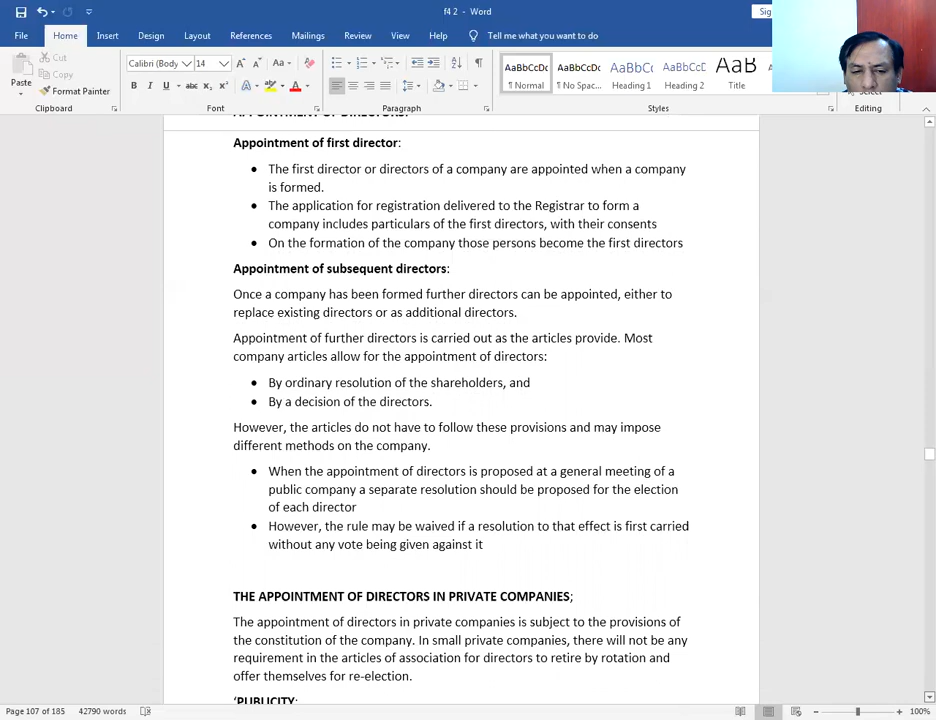 f4 2 - Word
Sig
File Home Insert Design Layout References Mailings Review View Help Tell me what you want to do
Paste
Cut
Copy
Format Painter
Calibri (Body) 14
B I U abc x₂ x²
AaBbCcDc AaBbCcDc AaBbCc AaBbCcD AaB
¶ Normal ¶ No Spac... Heading 1 Heading 2 Title
Select
Clipboard Font Paragraph Styles Editing
APPOINTMENT OF DIRECTORS:
Appointment of first director:
• The first director or directors of a company are appointed when a company
is formed.
• The application for registration delivered to the Registrar to form a
company includes particulars of the first directors, with their consents
• On the formation of the company those persons become the first directors
Appointment of subsequent directors:
Once a company has been formed further directors can be appointed, either to
replace existing directors or as additional directors.
Appointment of further directors is carried out as the articles provide. Most
company articles allow for the appointment of directors:
• By ordinary resolution of the shareholders, and
• By a decision of the directors.
However, the articles do not have to follow these provisions and may impose
different methods on the company.
• When the appointment of directors is proposed at a general meeting of a
public company a separate resolution should be proposed for the election
of each director
• However, the rule may be waived if a resolution to that effect is first carried
without any vote being given against it
THE APPOINTMENT OF DIRECTORS IN PRIVATE COMPANIES;
The appointment of directors in private companies is subject to the provisions of
the constitution of the company. In small private companies, there will not be any
requirement in the articles of association for directors to retire by rotation and
offer themselves for re-election.
‘PUBLICITY:
Page 107 of 185 42790 words 100%